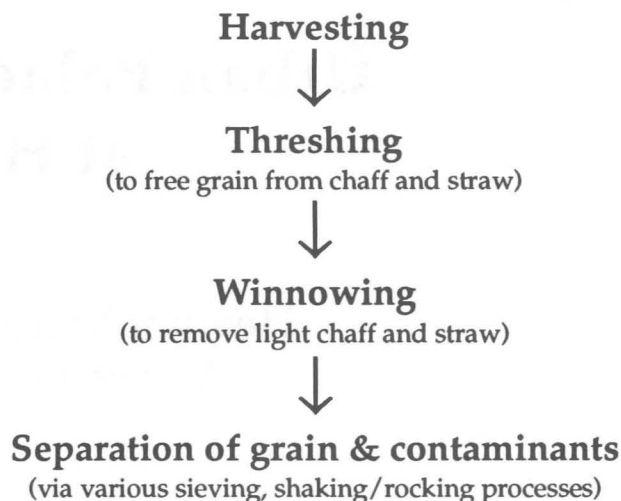 Harvesting
Threshing
(to free grain from chaff and straw)
Winnowing
(to remove light chaff and straw)
Separation of grain & contaminants
(via various sieving, shaking/rocking processes)